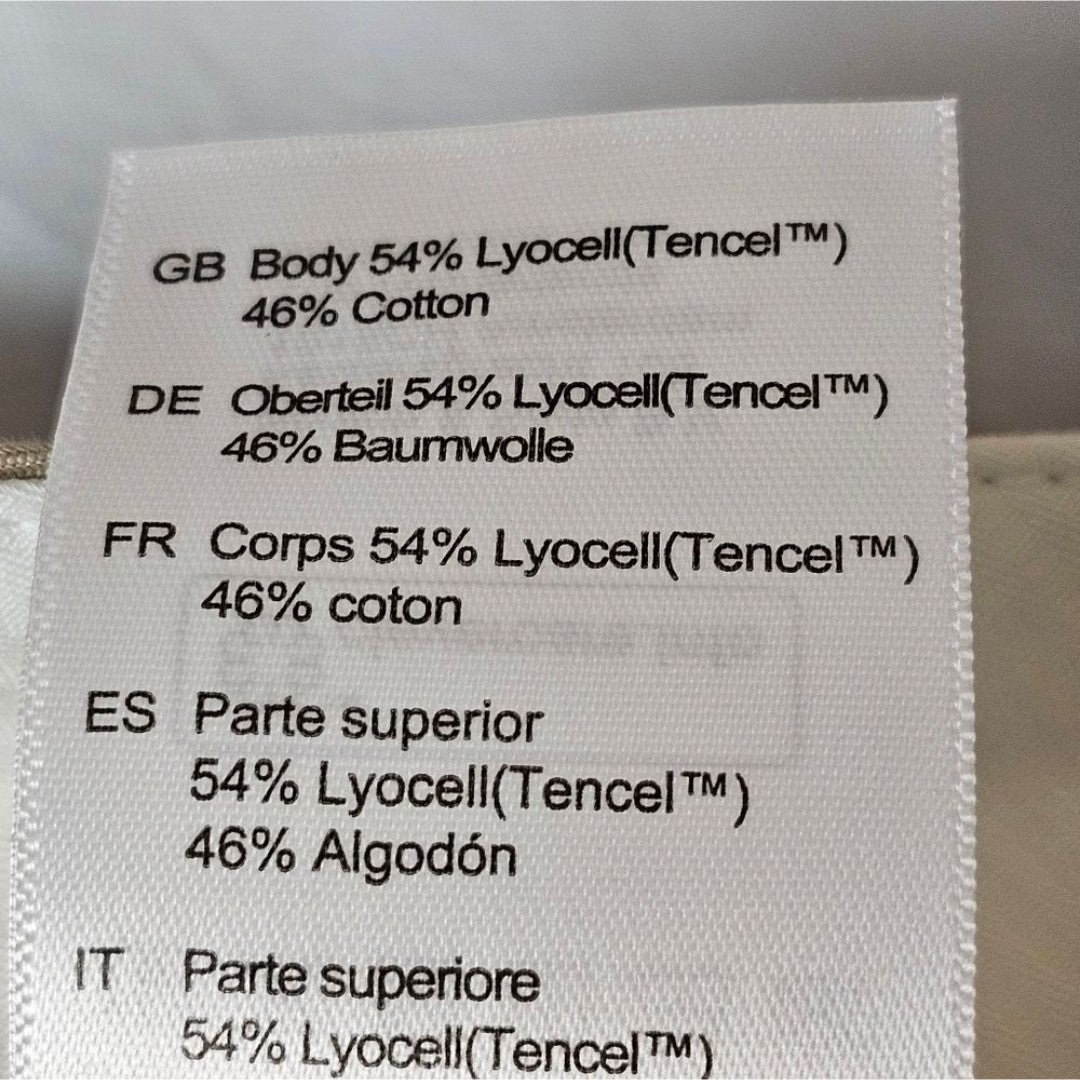 GB Body 54% Lyocell(Tencel™)
46% Cotton
DE Oberteil 54% Lyocell(Tencel™)
46% Baumwolle
FR Corps 54% Lyocell(Tencel™)
46% coton
ES Parte superior
54% Lyocell(Tencel™)
46% Algodón
IT Parte superiore
54% Lyocell(Tencel™)